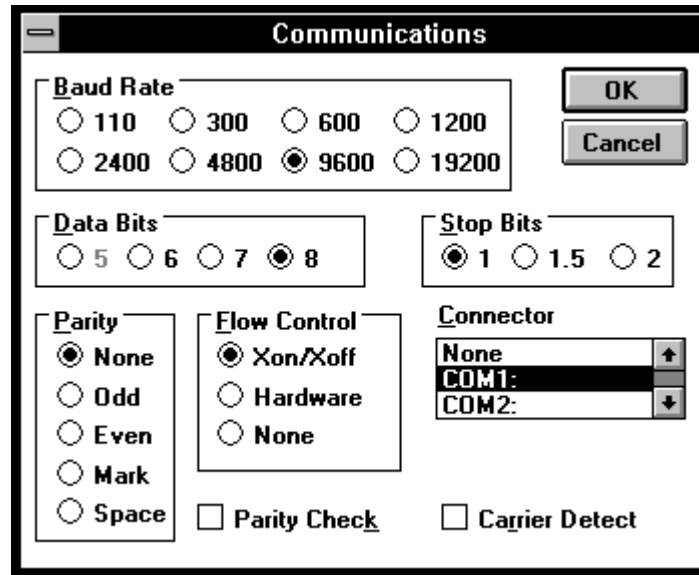 Communications
Baud Rate
110 300 600 1200
2400 4800 9600 19200
OK
Cancel
Data Bits
5 6 7 8
Stop Bits
1 1.5 2
Parity
None
Odd
Even
Mark
Space
Flow Control
Xon/Xoff
Hardware
None
Connector
None
COM1:
COM2:
Parity Check
Carrier Detect